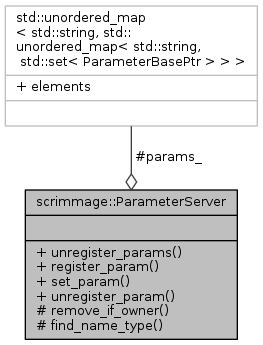 std::unordered_map
< std::string, std::
unordered_map< std::string,
std::set< ParameterBasePtr > > >
+ elements
#params_
scrimmage::ParameterServer
+ unregister_params()
+ register_param()
+ set_param()
+ unregister_param()
# remove_if_owner()
# find_name_type()